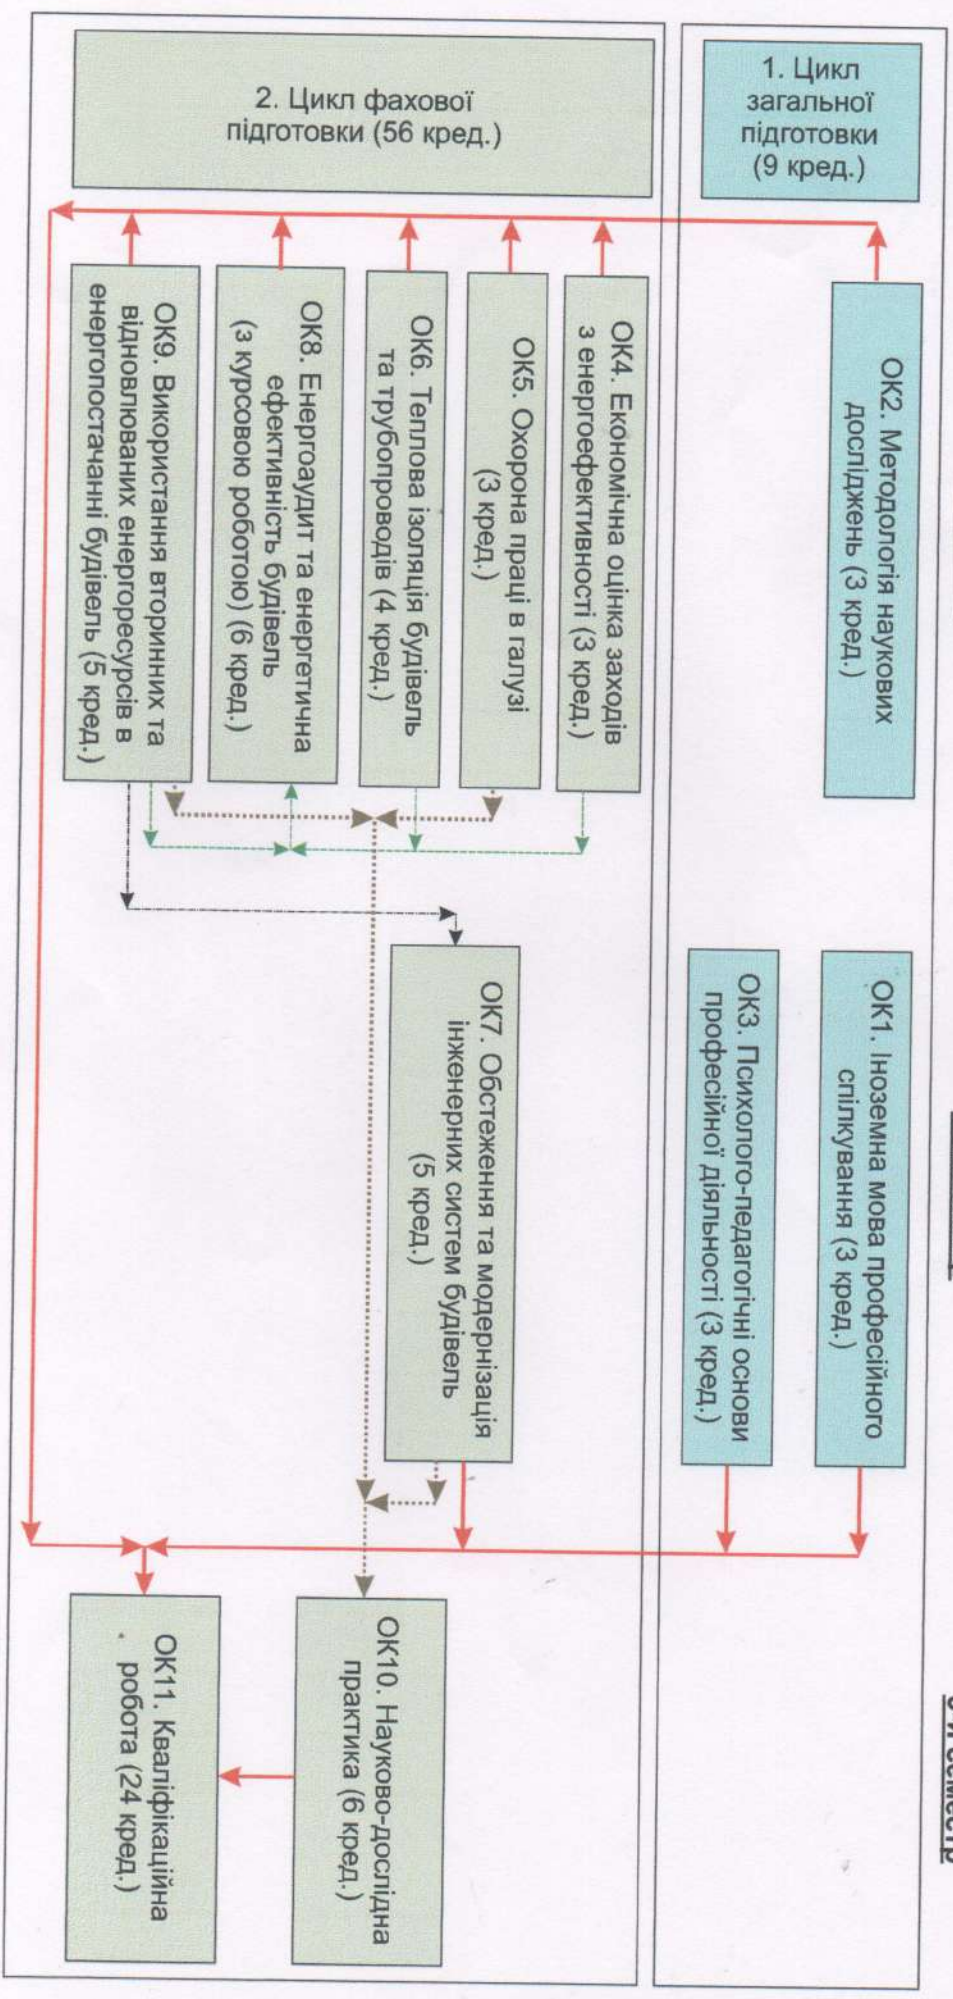 1. Цикл
загальної
підготовки
(9 кред.)
ОК2. Методологія наукових
досліджень (3 кред.)
ОК1. Іноземна мова професійного
спілкування (3 кред.)
ОК3. Психолого-педагогічні основи
професійної діяльності (3 кред.)
2. Цикл фахової
підготовки (56 кред.)
ОК4. Економічна оцінка заходів
з енергоефективності (3 кред.)
ОК5. Охорона праці в галузі
(3 кред.)
ОК6. Теплова ізоляція будівель
та трубопроводів (4 кред.)
ОК8. Енергоаудит та енергетична
ефективність будівель
(з курсовою роботою) (6 кред.)
ОК9. Використання вторинних та
відновлюваних енергоресурсів в
енергопостачанні будівель (5 кред.)
ОК7. Обстеження та модернізація
інженерних систем будівель
(5 кред.)
ОК10. Науково-дослідна
практика (6 кред.)
ОК11. Кваліфікаційна
робота (24 кред.)
семестр